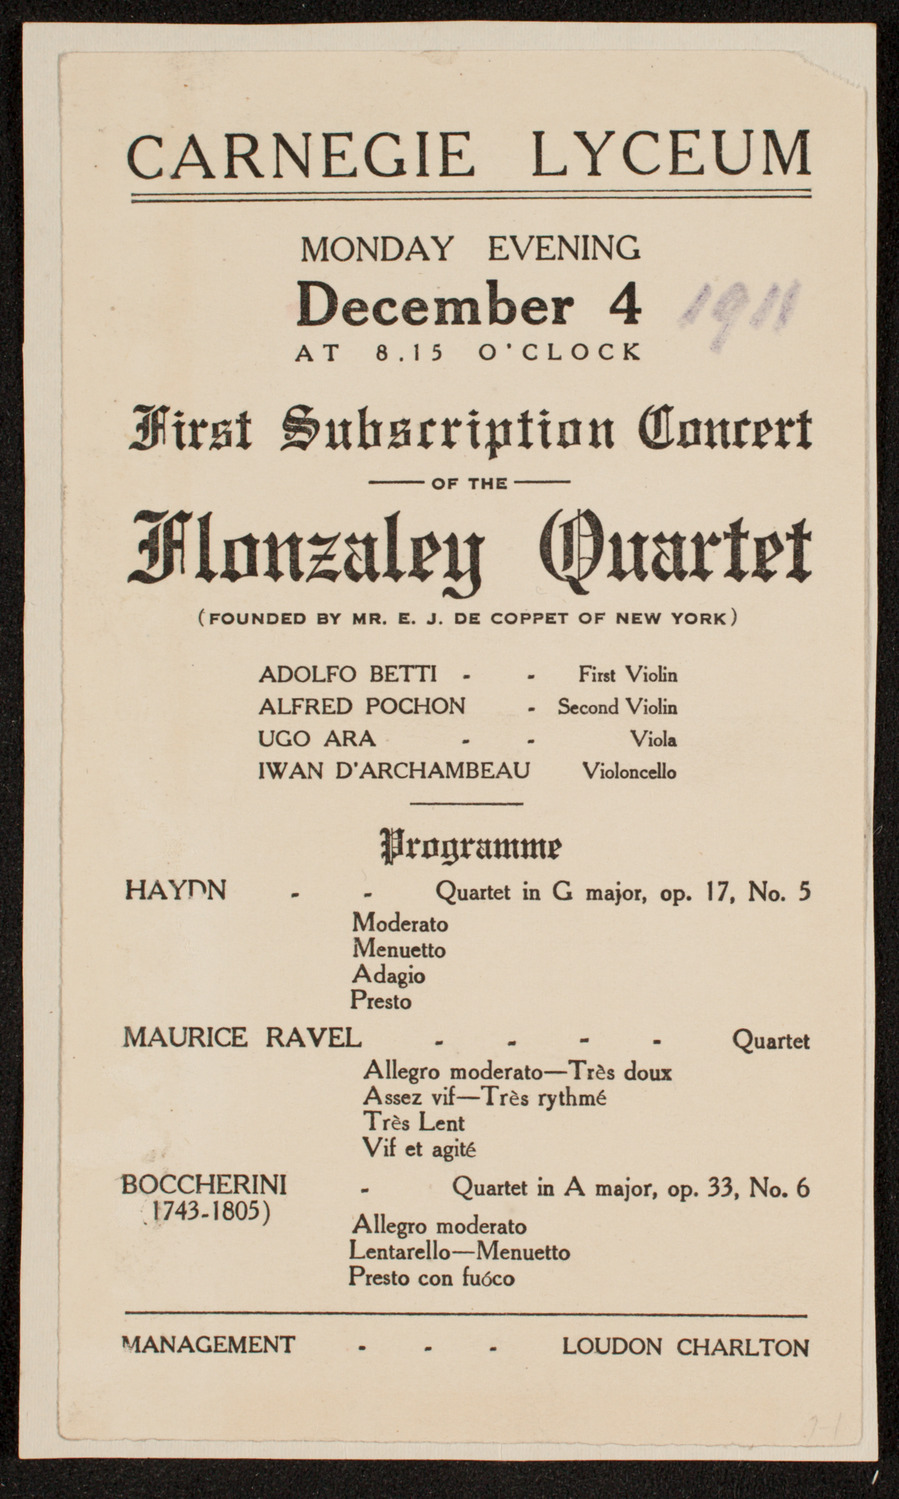 CARNEGIE LYCEUM
MONDAY EVENING
December 4 1911
AT 8.15 O'CLOCK
First Subscription Concert
OF THE
Flonzaley Quartet
(FOUNDED BY MR. E. J. DE COPPET OF NEW YORK)
ADOLFO BETTI - - First Violin
ALFRED POCHON - Second Violin
UGO ARA - - Viola
IWAN D'ARCHAMBEAU Violoncello
Programme
HAYDN - - Quartet in G major, op. 17, No. 5
Moderato
Menuetto
Adagio
Presto
MAURICE RAVEL - - - - Quartet
Allegro moderato—Très doux
Assez vif—Très rythmé
Très Lent
Vif et agité
BOCCHERINI - Quartet in A major, op. 33, No. 6
(1743-1805)
Allegro moderato
Lentarello—Menuetto
Presto con fuóco
MANAGEMENT - - - LOUDON CHARLTON